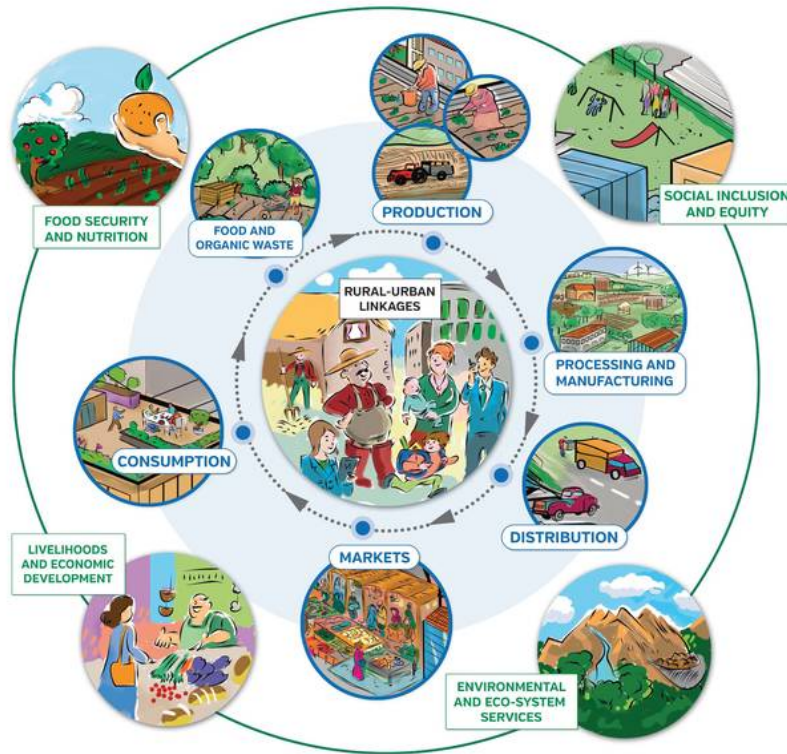 PRODUCTION
FOOD SECURITY
AND NUTRITION
FOOD AND
ORGANIC WASTE
SOCIAL INCLUSION
AND EQUITY
RURAL-URBAN
LINKAGES
PROCESSING AND
MANUFACTURING
CONSUMPTION
DISTRIBUTION
MARKETS
LIVELIHOODS
AND ECONOMIC
DEVELOPMENT
ENVIRONMENTAL
AND ECO-SYSTEM
SERVICES